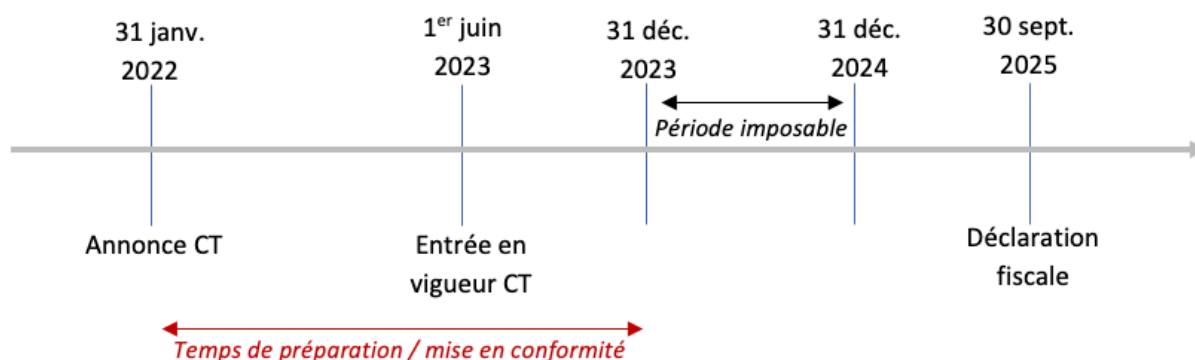 31 janv.
2022
1er juin
2023
31 déc.
2023
31 déc.
2024
30 sept.
2025
Période imposable
Annonce CT
Entrée en
vigueur CT
Déclaration
fiscale
Temps de préparation / mise en conformité